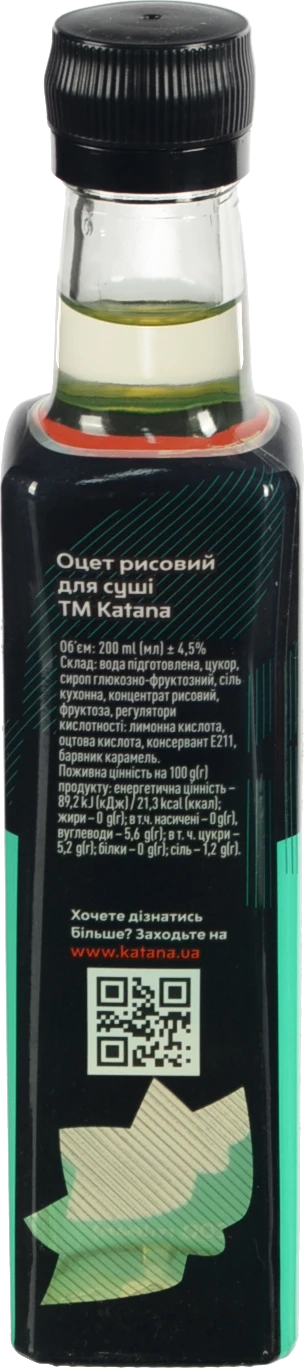 Оцет рисовий
для суші
ТМ Katana
Об'єм: 200 ml (мл) ± 4,5%
Склад: вода підготовлена, цукор,
сироп глюкозно-фруктозний, сіль
кухонна, концентрат рисовий,
фруктоза, регулятори
кислотності: лимонна кислота,
оцтова кислота, консервант Е211,
барвник карамель.
Поживна цінність на 100 g(г)
продукту: енергетична цінність –
89,2 kJ (кДж) / 21,3 kcal (ккал);
жири – 0 g(г); в т.ч. насичені – 0 g(г),
вуглеводи – 5,6 g(г); в т. ч. цукри –
5,2 g(г); білки – 0 g(г); сіль – 1,2 g(г).
Хочете дізнатись
більше? Заходьте на
www.katana.ua